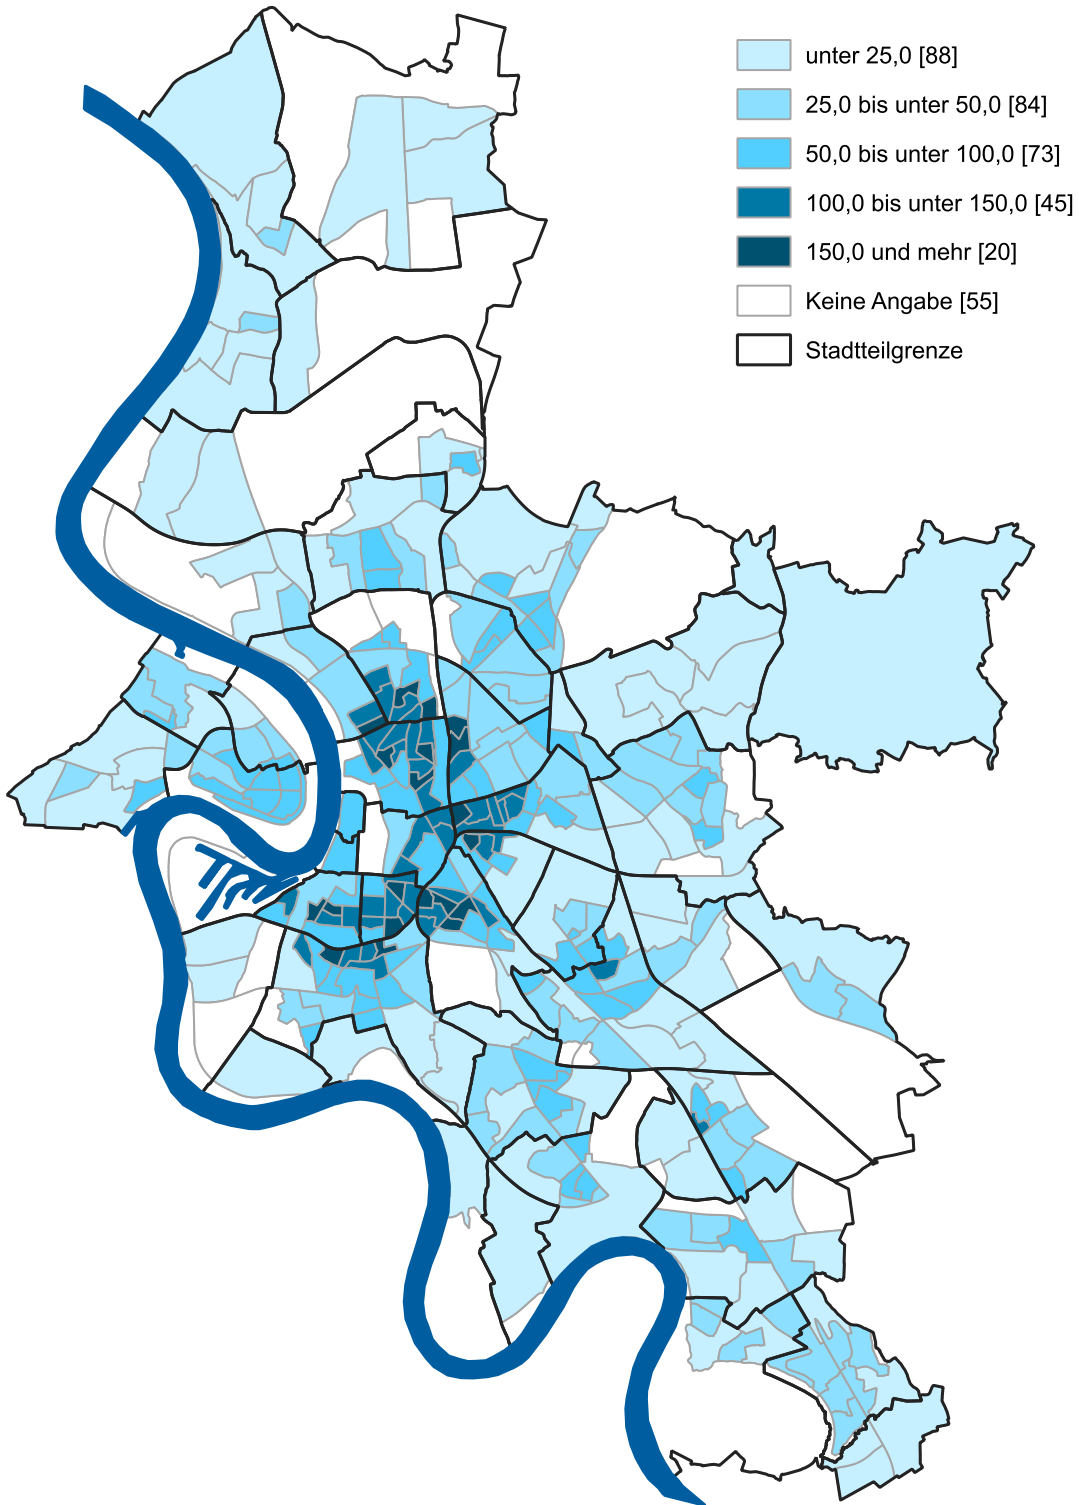 unter 25,0 [88]
25,0 bis unter 50,0 [84]
50,0 bis unter 100,0 [73]
100,0 bis unter 150,0 [45]
150,0 und mehr [20]
Keine Angabe [55]
Stadtteilgrenze